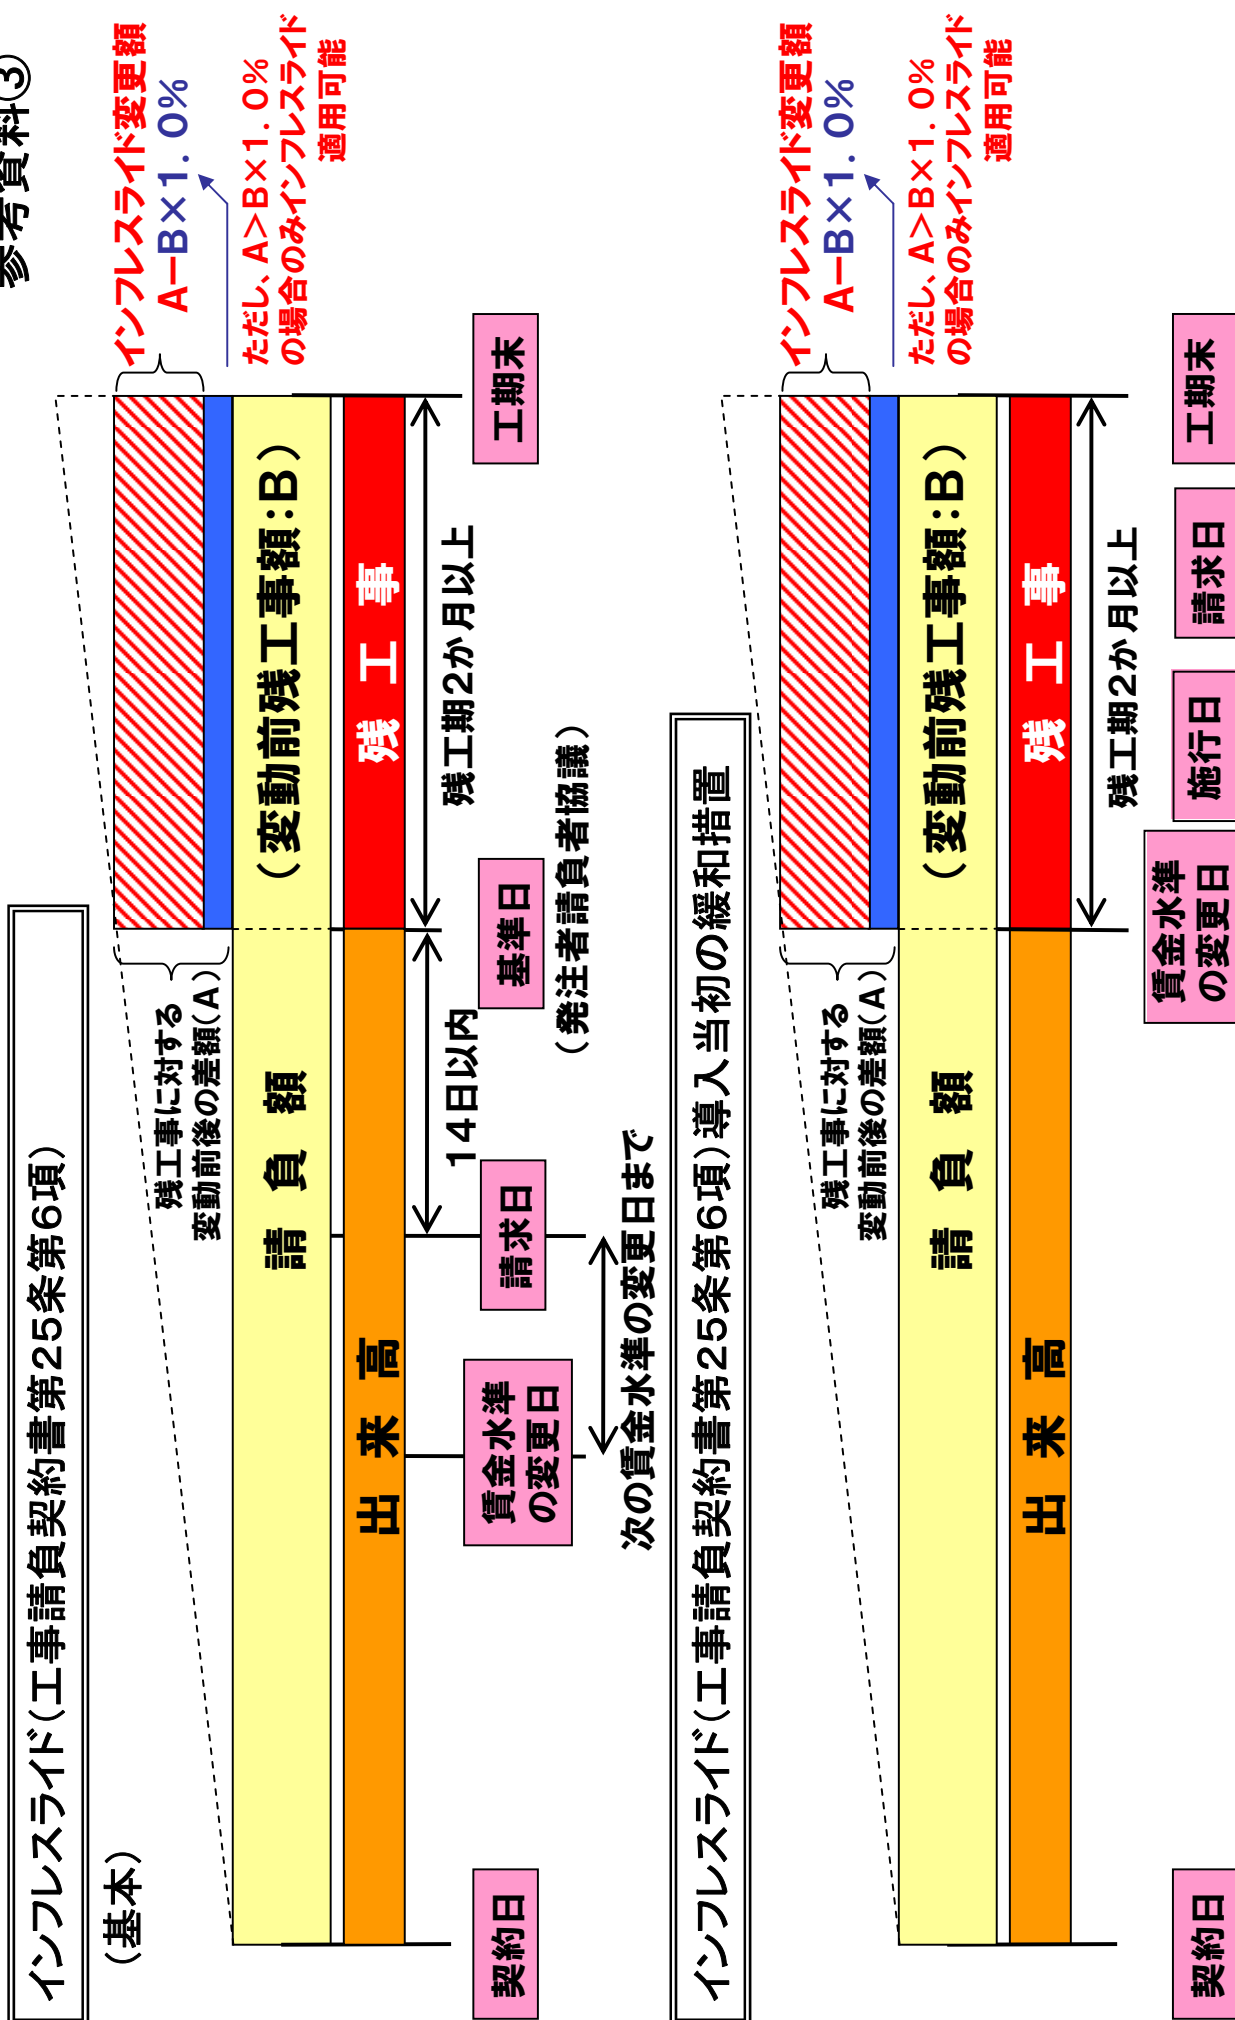 参考資料③
インフレスライド(工事請負契約書第25条第6項)
(基本)
インフレスライド変更額
A−B×1.0%
ただし、A>B×1.0%
の場合のみインフレスライド
適用可能
残工事に対する
変動前後の差額(A)
請負額
(変動前残工事額:B)
出来高
残工事
14日以内
残工期2か月以上
契約日
賃金水準
の変更日
請求日
基準日
工期末
(発注者請負者協議)
次の賃金水準の変更日まで
インフレスライド(工事請負契約書第25条第6項)導入当初の緩和措置
インフレスライド変更額
A−B×1.0%
ただし、A>B×1.0%
の場合のみインフレスライド
適用可能
残工事に対する
変動前後の差額(A)
請負額
(変動前残工事額:B)
出来高
残工事
残工期2か月以上
契約日
賃金水準
の変更日
施行日
請求日
工期末